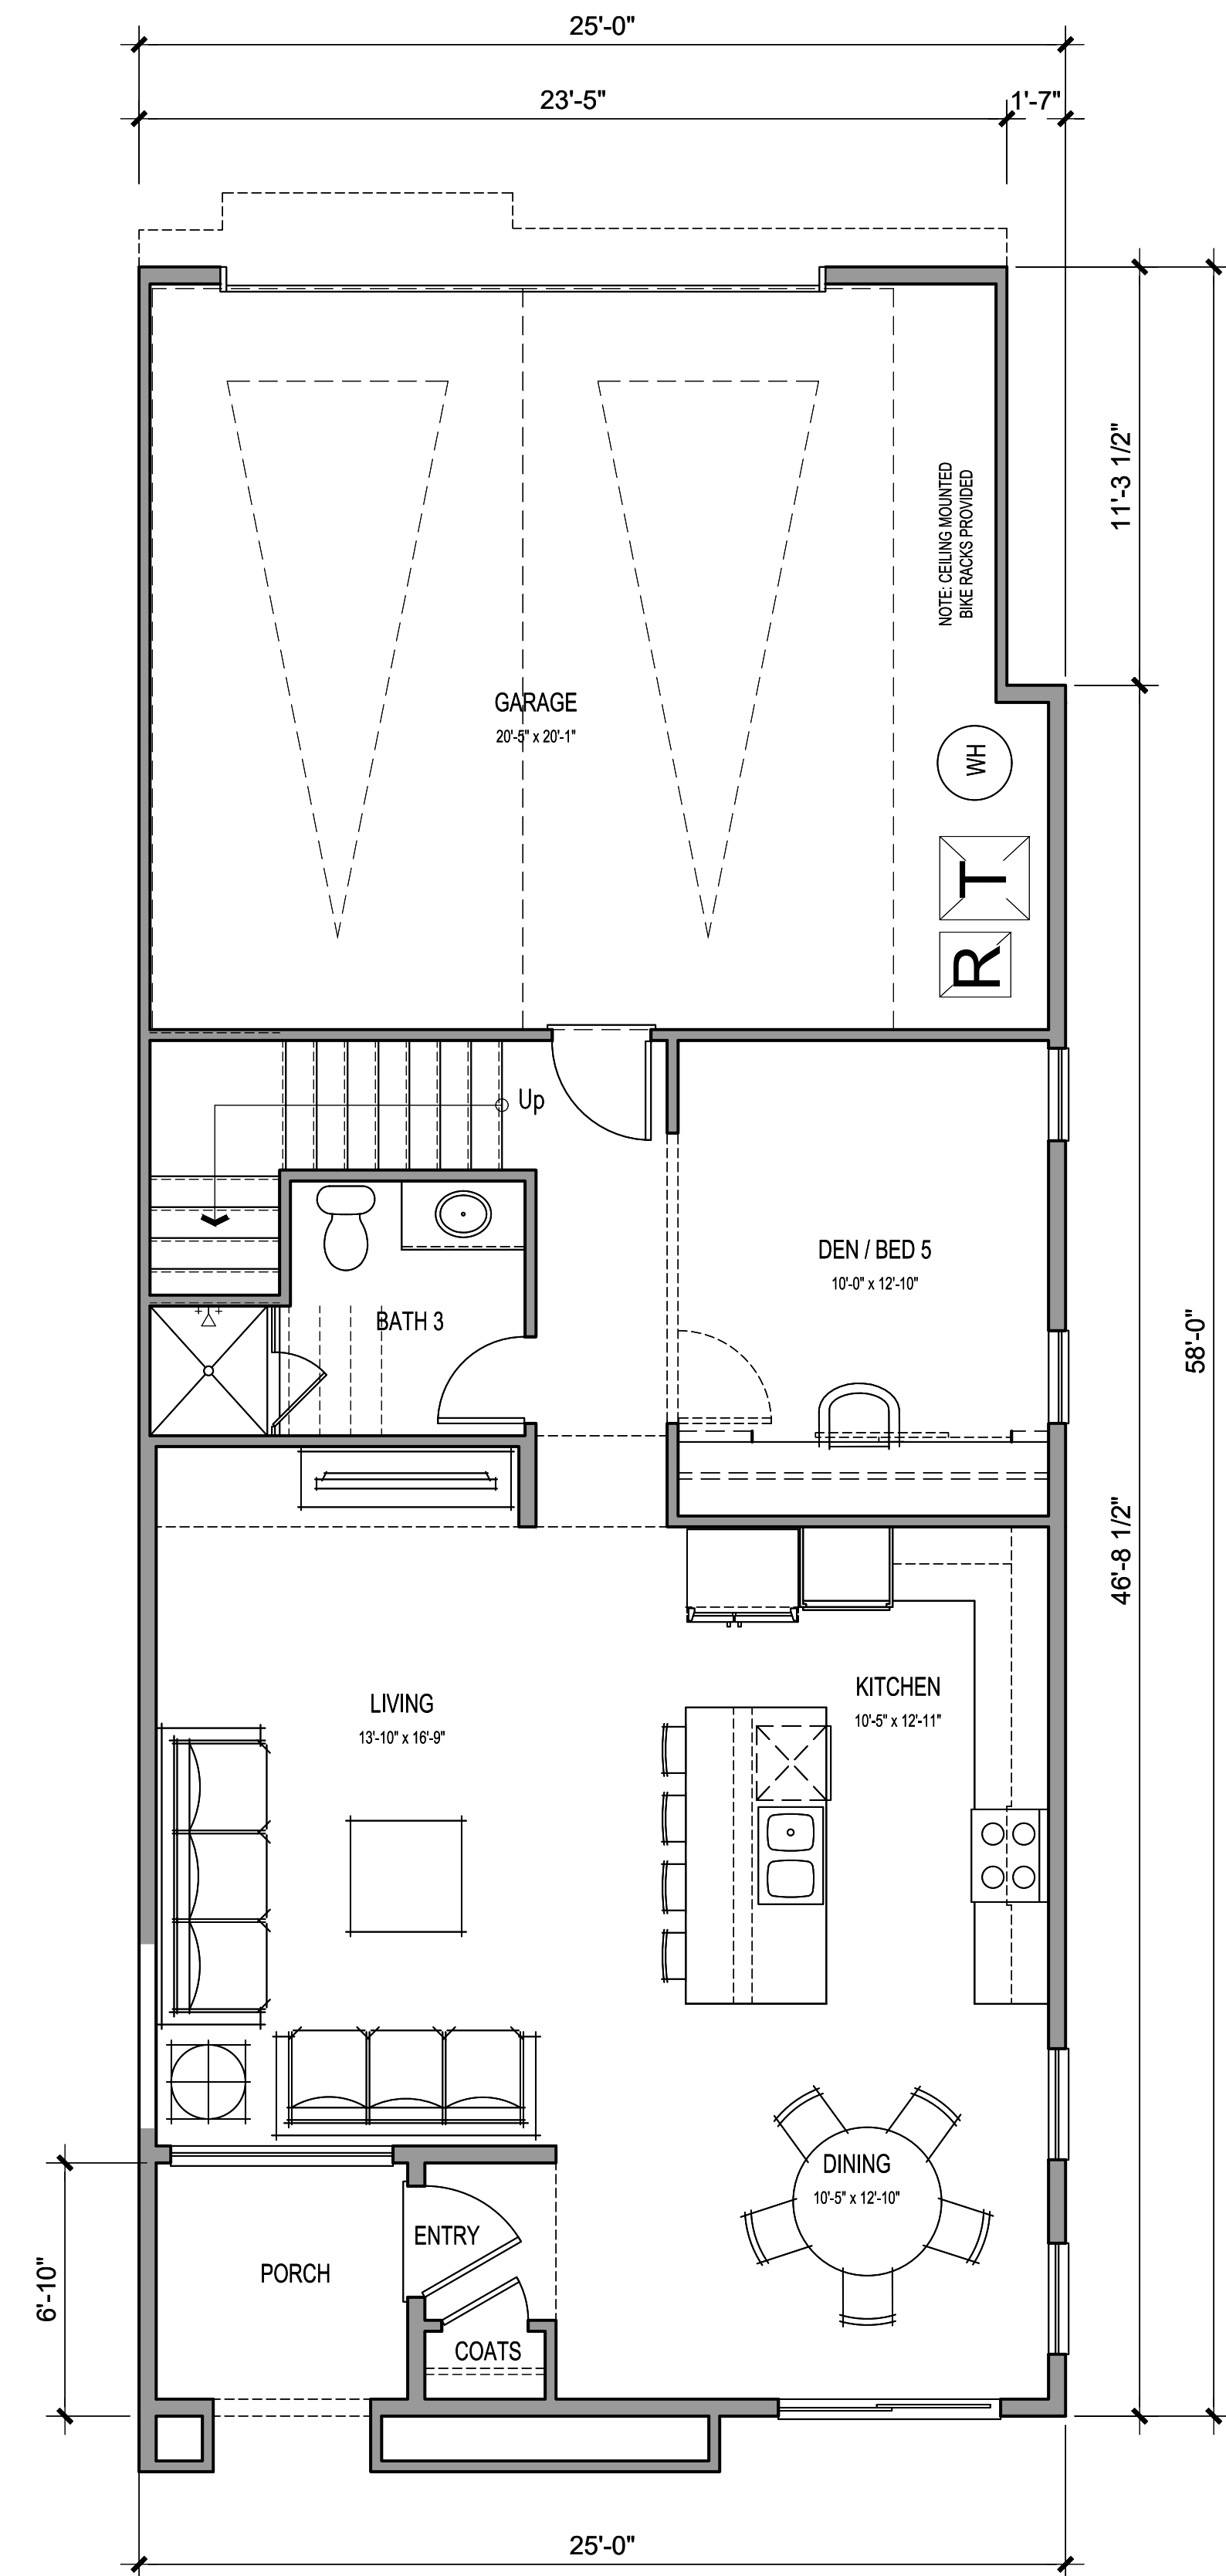 25'-0"
23'-5"
1'-7"
11'-3 1/2"
NOTE: CEILING MOUNTED
BIKE RACKS PROVIDED
GARAGE
20'-5" x 20'-1"
WH
T
R
Up
DEN / BED 5
10'-0" x 12'-10"
BATH 3
58'-0"
46'-8 1/2"
KITCHEN
10'-5" x 12'-11"
LIVING
13'-10" x 16'-9"
DINING
10'-5" x 12'-10"
ENTRY
PORCH
6'-10"
COATS
25'-0"